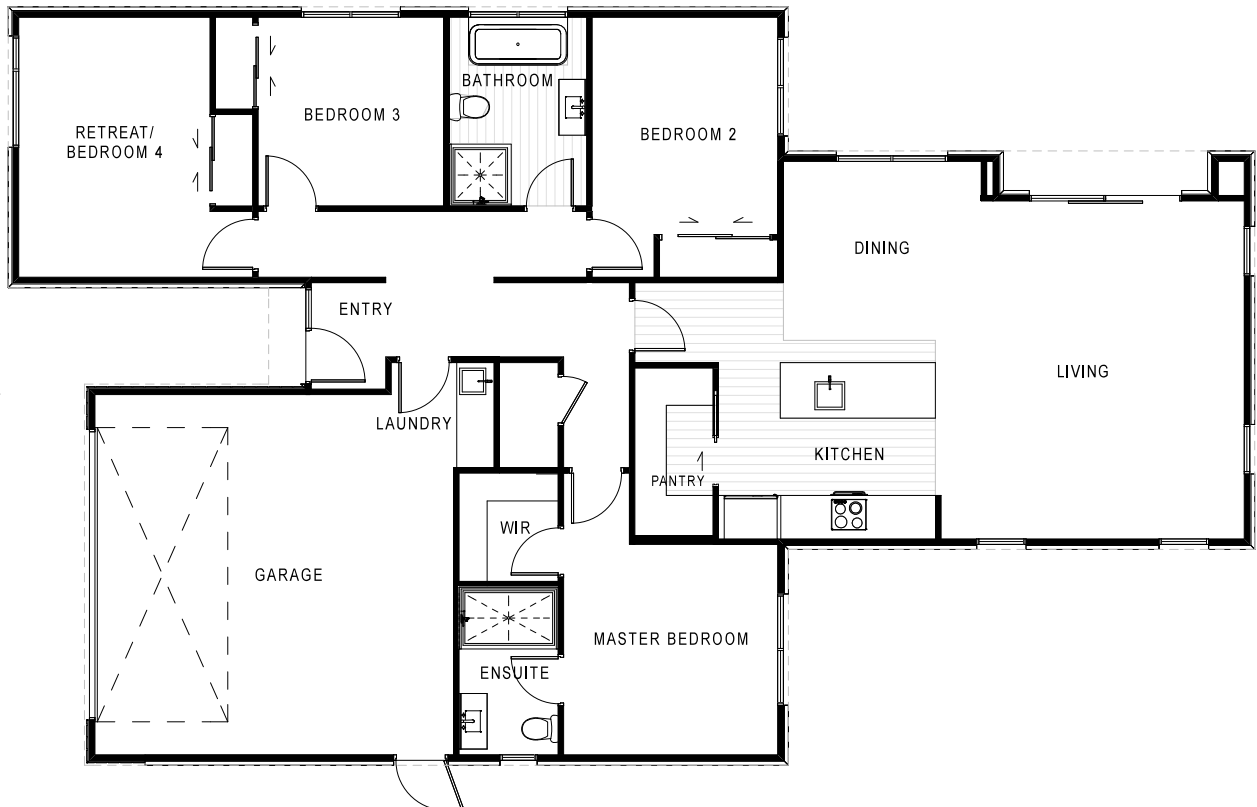 BATHROOM
BEDROOM 3
RETREAT/
BEDROOM 4
BEDROOM 2
DINING
ENTRY
LIVING
LAUNDRY
KITCHEN
PANTRY
WIR
GARAGE
MASTER BEDROOM
ENSUITE